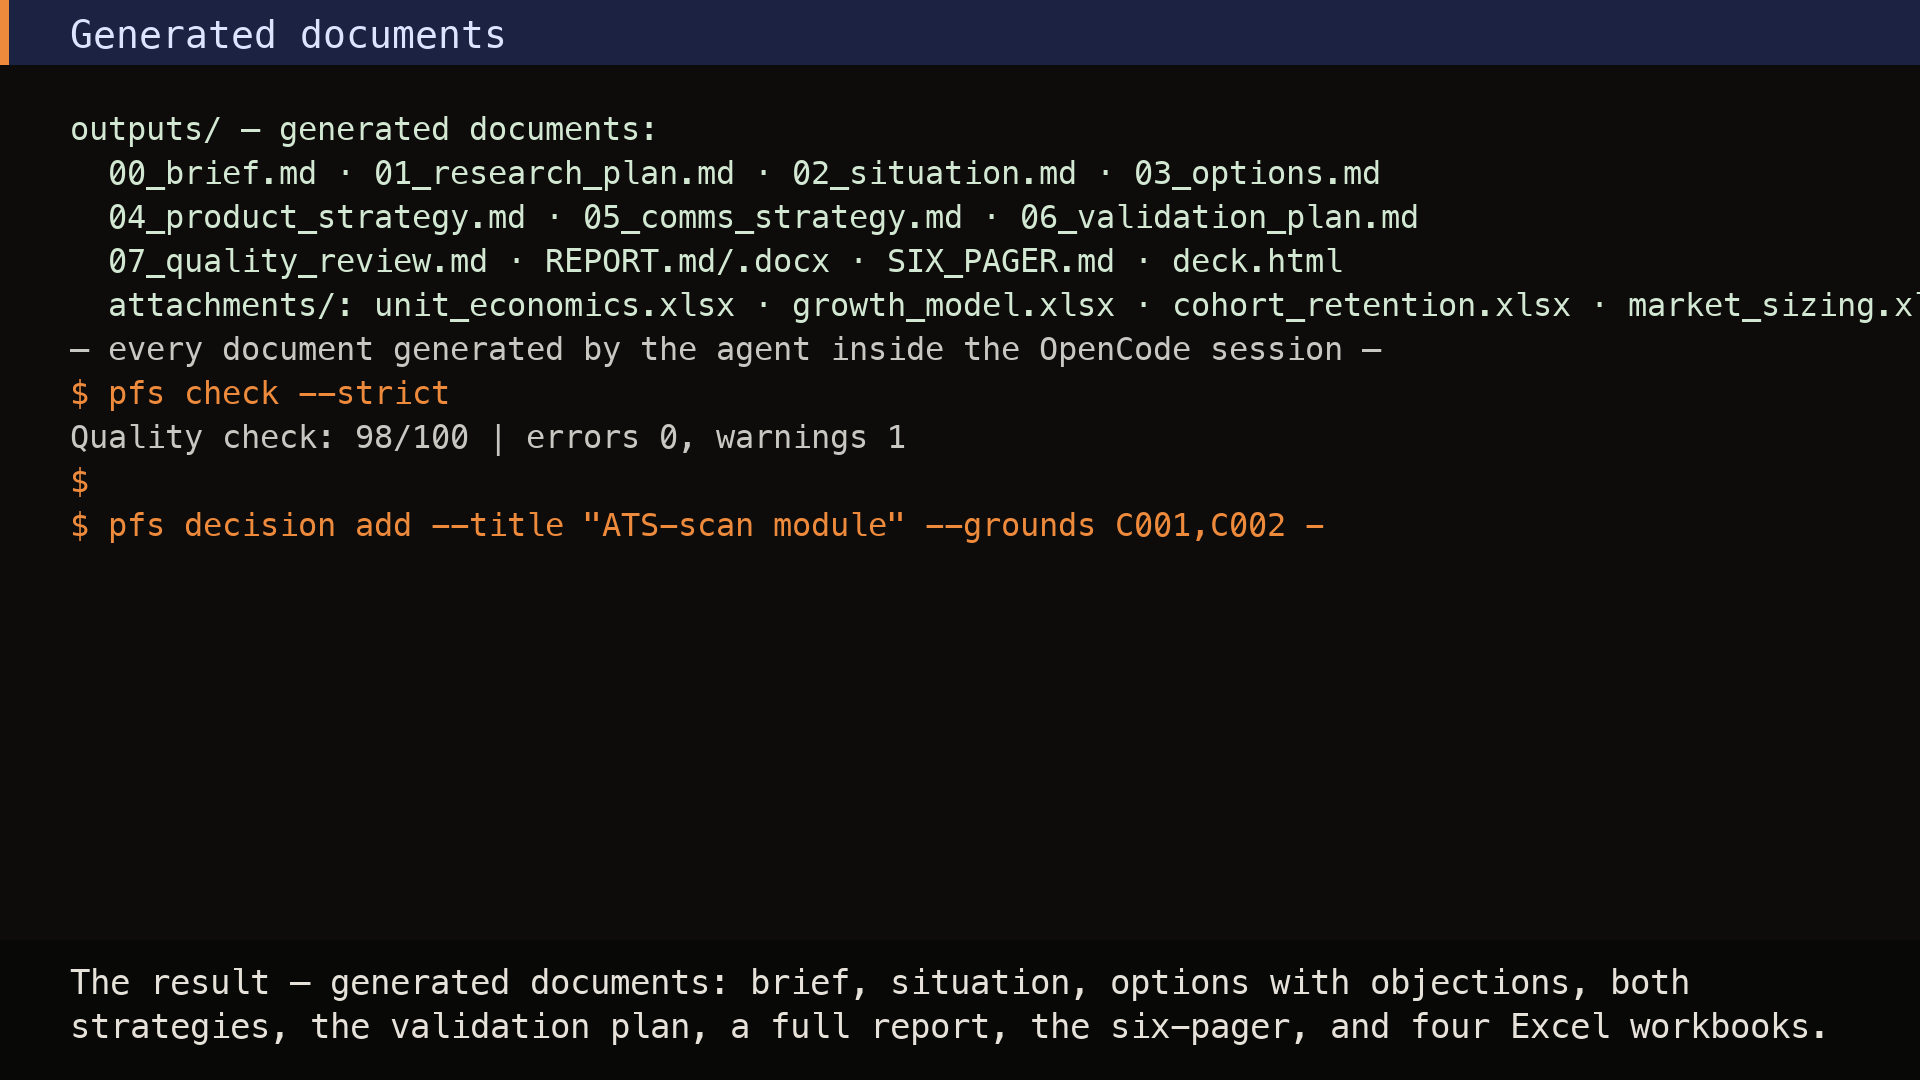 Generated documents
outputs/ — generated documents:
00_brief.md · 01_research_plan.md · 02_situation.md · 03_options.md
04_product_strategy.md · 05_comms_strategy.md · 06_validation_plan.md
07_quality_review.md · REPORT.md/.docx · SIX_PAGER.md · deck.html
attachments/: unit_economics.xlsx · growth_model.xlsx · cohort_retention.xlsx · market_sizing.xl
— every document generated by the agent inside the OpenCode session —
$ pfs check --strict
Quality check: 98/100 | errors 0, warnings 1
$
$ pfs decision add --title "ATS-scan module" --grounds C001,C002 -
The result — generated documents: brief, situation, options with objections, both
strategies, the validation plan, a full report, the six-pager, and four Excel workbooks.